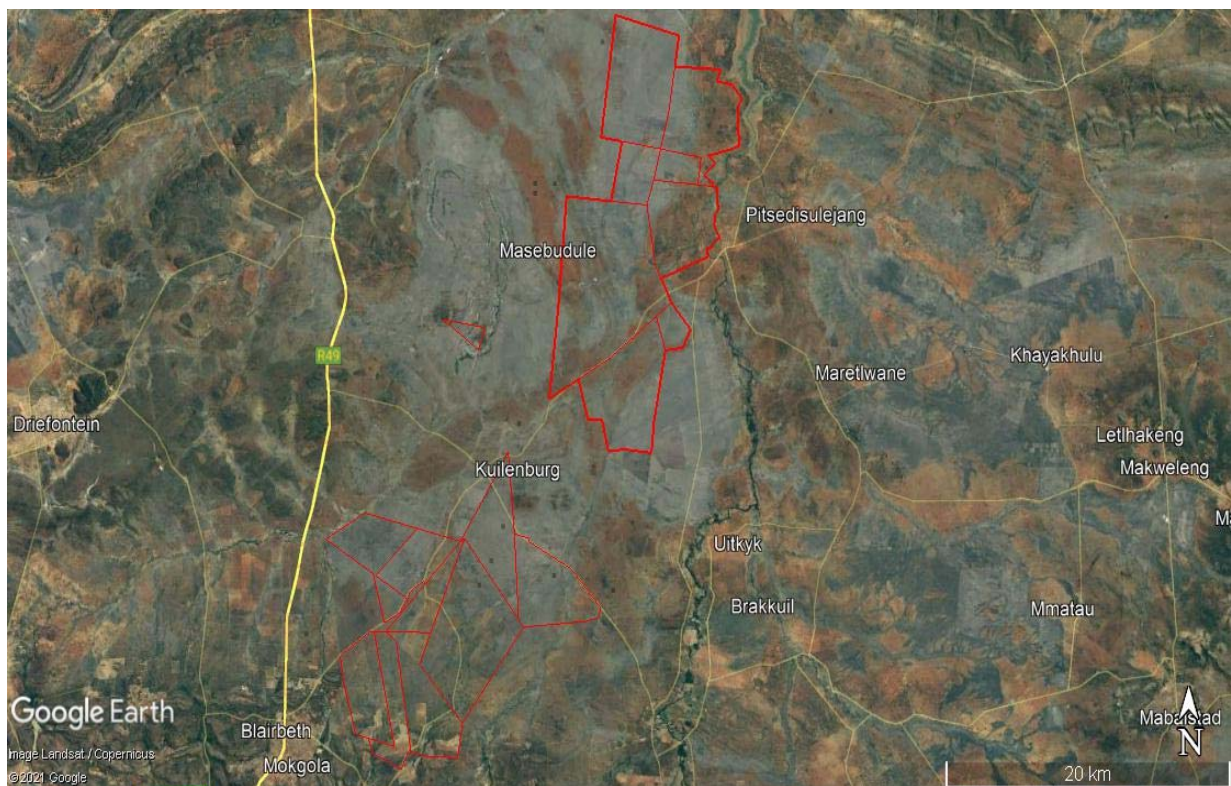 Pitsedisulejang
Masebudule
R49
Khayakhulu
Maretlwane
Driefontein
Letlhakeng
Makweleng
Kuilenburg
Uitkyk
Brakkuil
Mmatau
Google Earth
Mabalstad
Blairbeth
N
Image Landsat / Copernicus
Mokgola
20 km
©2021 Google